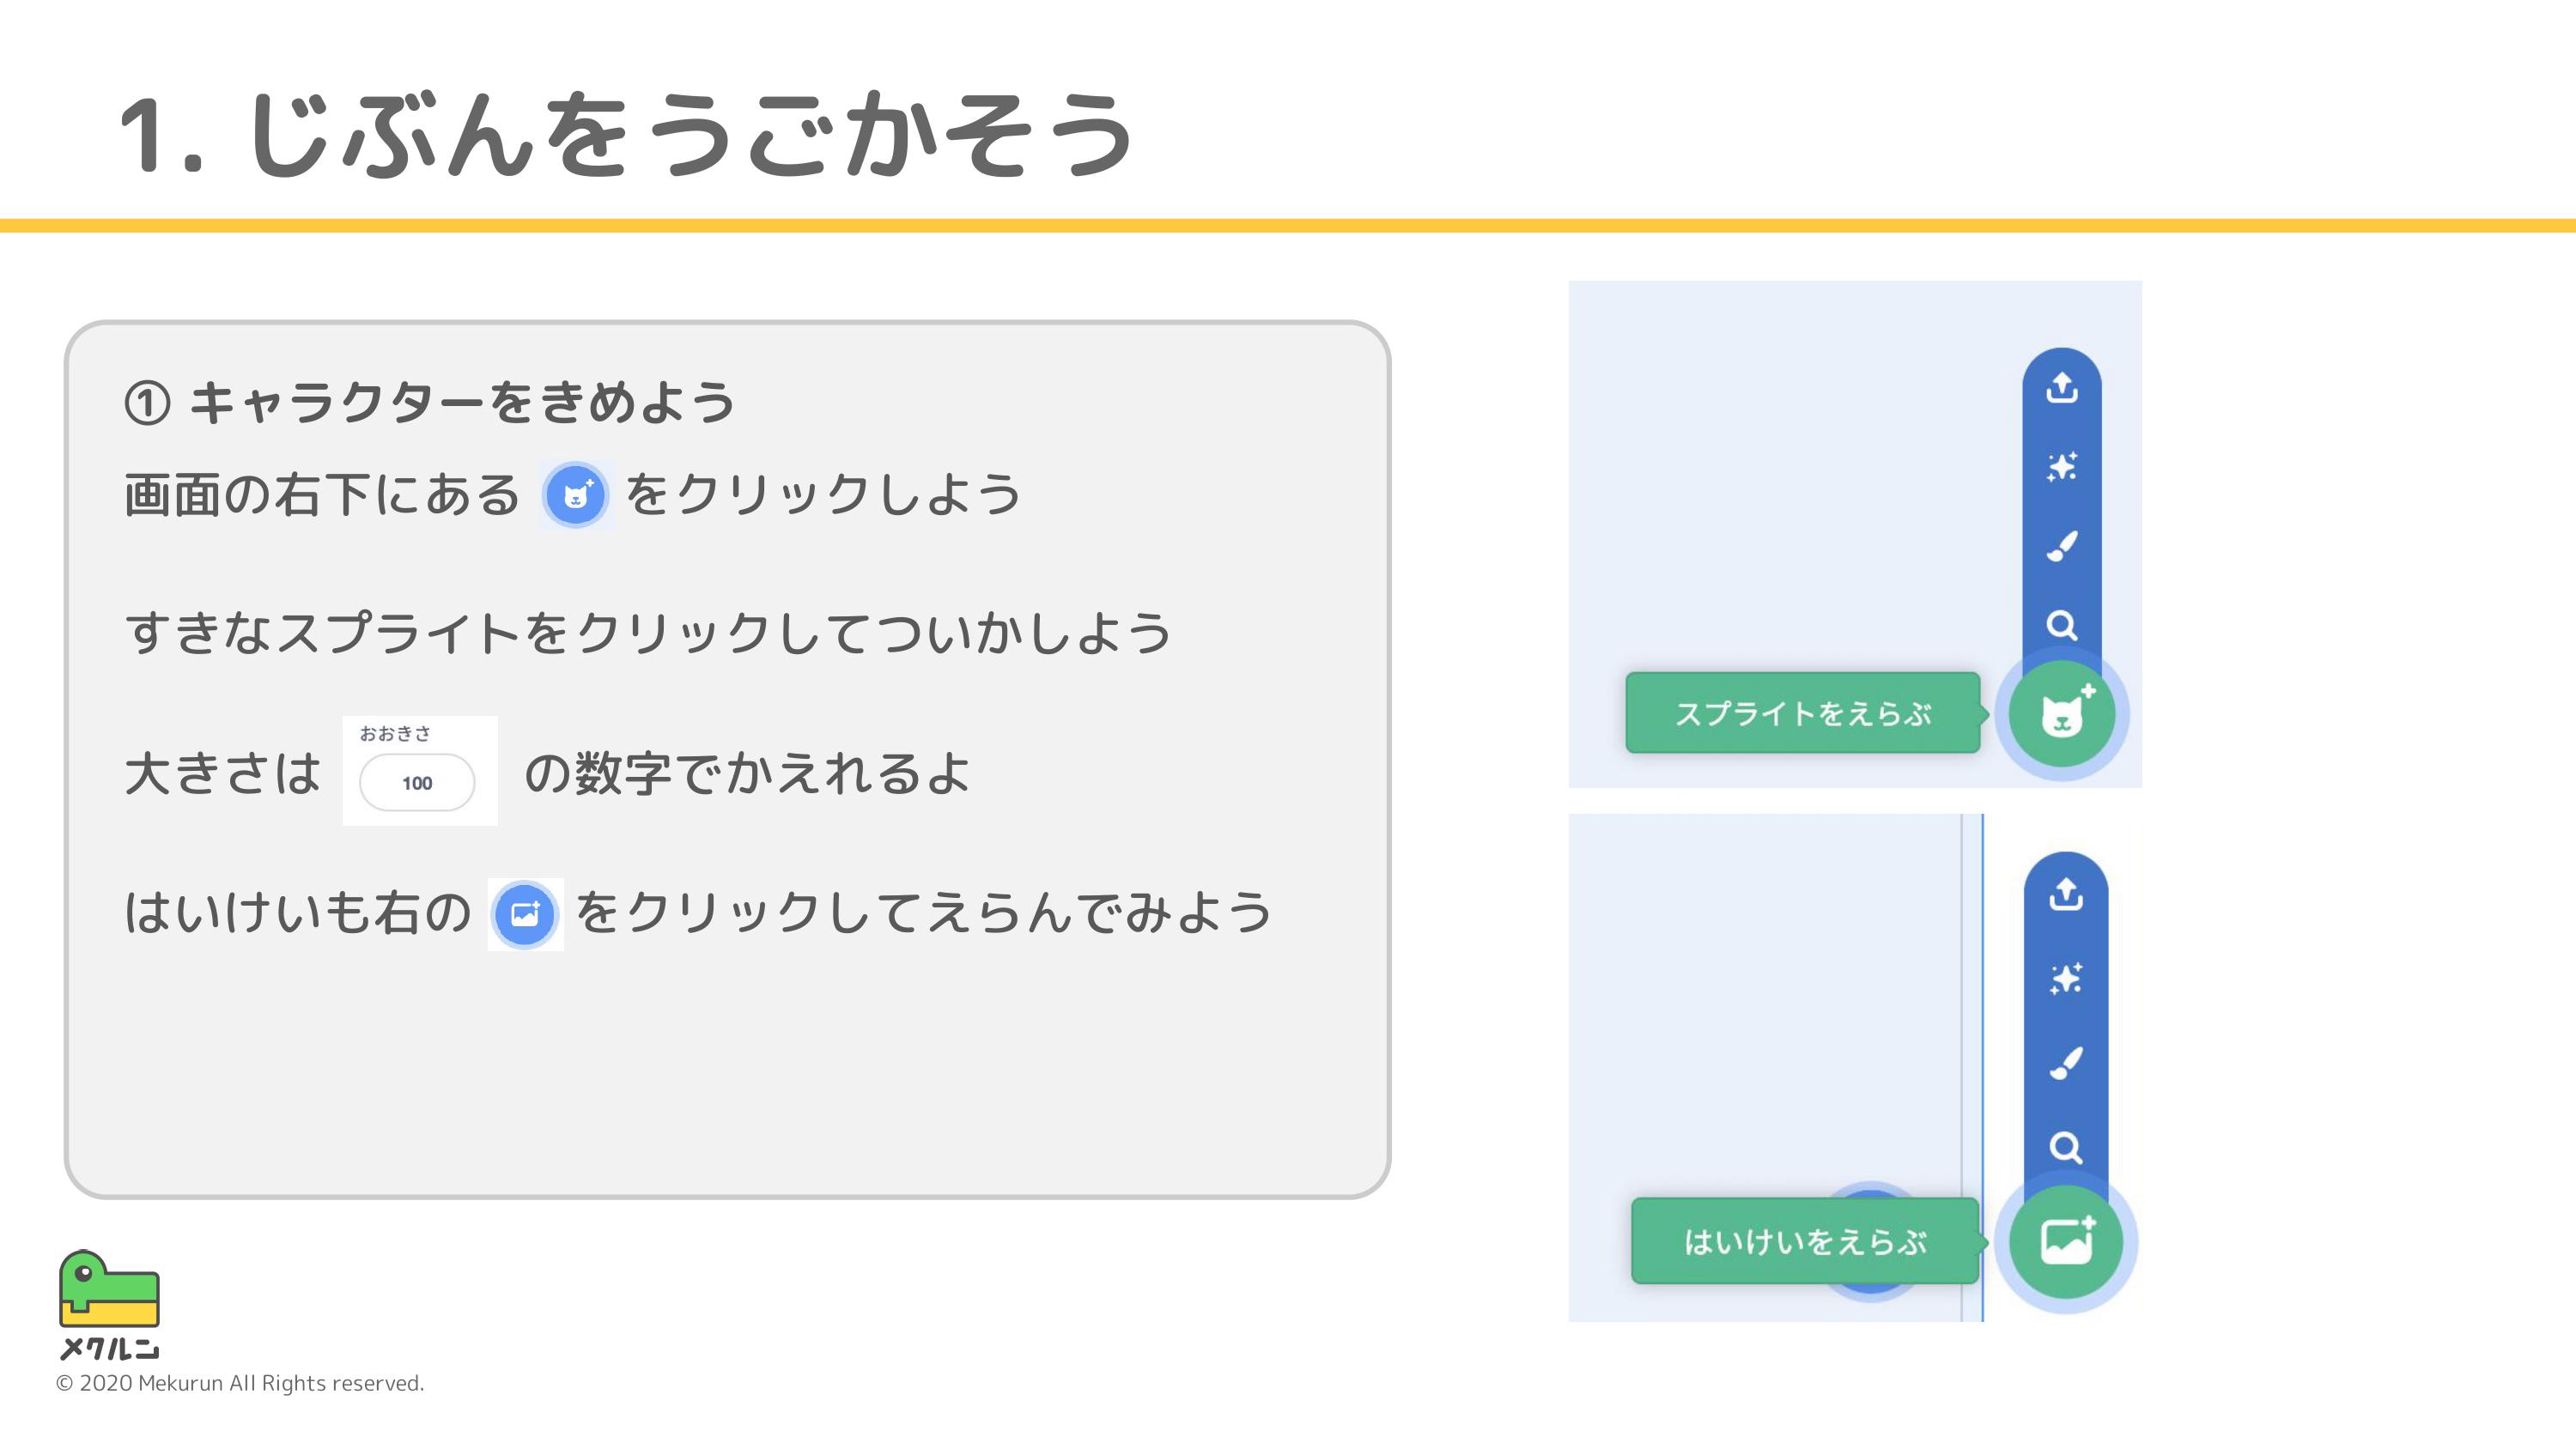 1. じぶんをうごかそう
① キャラクターをきめよう
画面の右下にある をクリックしよう
すきなスプライトをクリックしてついかしよう
大きさは おおきさ 100 の数字でかえれるよ
はいけいも右の をクリックしてえらんでみよう
スプライトをえらぶ
はいけいをえらぶ
メクルン
© 2020 Mekurun All Rights reserved.